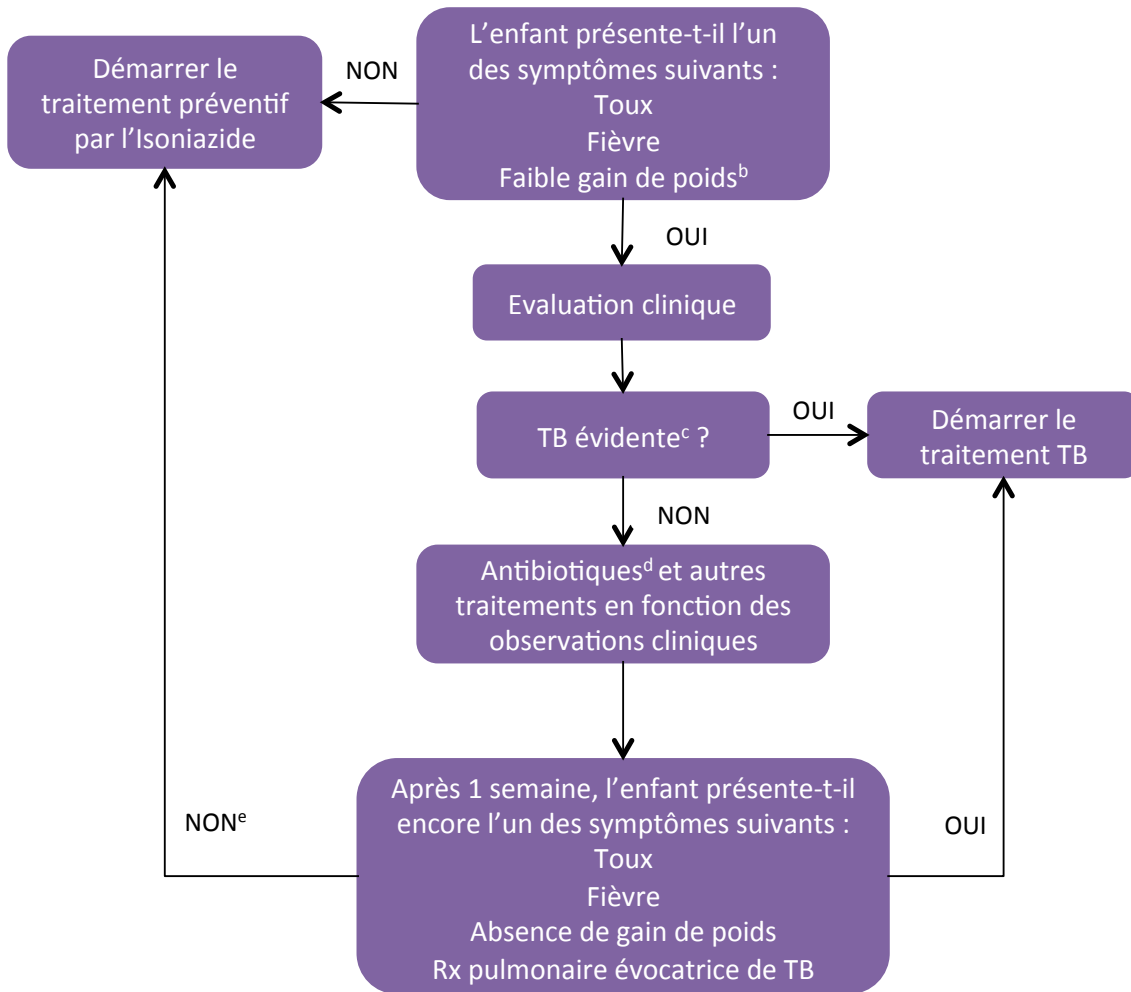 L'enfant présente-t-il l'un
des symptômes suivants :
Toux
Fièvre
Faible gain de poidsᵇ
NON
Démarrer le
traitement préventif
par l'Isoniazide
OUI
Evaluation clinique
TB évidenteᶜ ?
OUI
Démarrer le
traitement TB
NON
Antibiotiquesᵈ et autres
traitements en fonction des
observations cliniques
Après 1 semaine, l'enfant présente-t-il
encore l'un des symptômes suivants :
Toux
Fièvre
Absence de gain de poids
Rx pulmonaire évocatrice de TB
NONᵉ
OUI